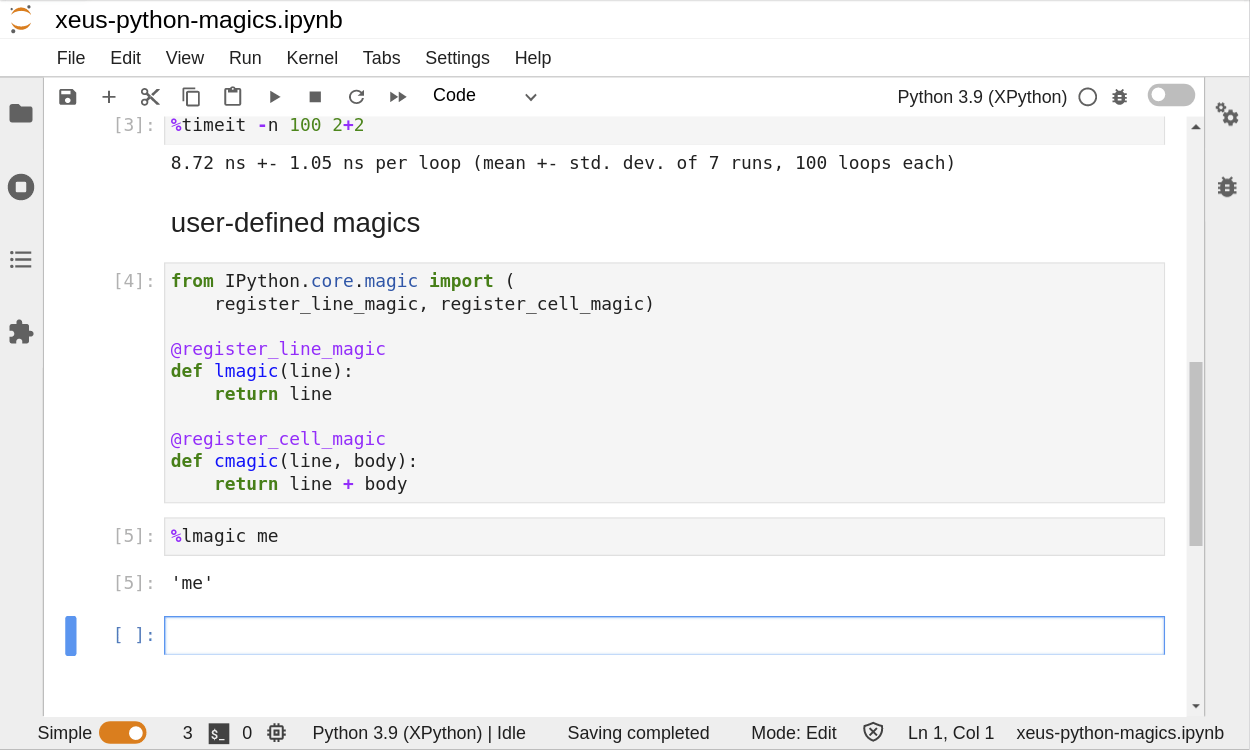 xeus-python-magics.ipynb
File Edit View Run Kernel Tabs Settings Help
Code Python 3.9 (XPython)
[3]: %timeit -n 100 2+2
8.72 ns +- 1.05 ns per loop (mean +- std. dev. of 7 runs, 100 loops each)
user-defined magics
[4]: from IPython.core.magic import (
    register_line_magic, register_cell_magic)
@register_line_magic
def lmagic(line):
    return line
@register_cell_magic
def cmagic(line, body):
    return line + body
[5]: %lmagic me
[5]: 'me'
[ ]:
Simple 3 $_ 0 Python 3.9 (XPython) | Idle Saving completed Mode: Edit Ln 1, Col 1 xeus-python-magics.ipynb